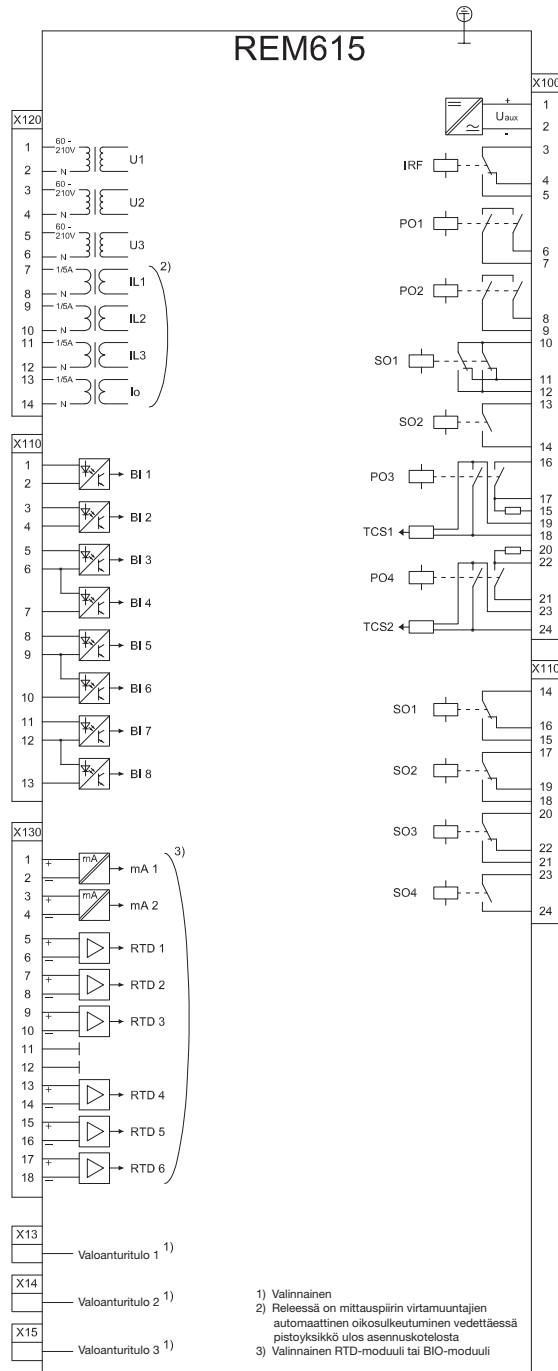 REM615
X100
1
+
Uaux
2
-
3
IRF
4
5
PO1
6
7
PO2
8
9
10
SO1
11
12
13
SO2
14
16
PO3
17
15
19
TCS1
18
20
22
PO4
21
23
TCS2
24
X110
14
SO1
16
15
17
SO2
19
18
20
SO3
22
21
23
SO4
24
X120
1
60 -
210V
2
N
U1
3
60 -
210V
4
N
U2
5
60 -
210V
6
N
U3
7
1/5A
2)
8
N
IL1
9
1/5A
10
N
IL2
11
1/5A
12
N
IL3
13
1/5A
14
N
Io
X110
1
2
BI 1
3
4
BI 2
5
6
BI 3
7
BI 4
8
9
BI 5
10
BI 6
11
12
BI 7
13
BI 8
X130
3)
1
+
mA
mA 1
2
−
3
+
mA
mA 2
4
−
5
+
RTD 1
6
−
7
+
RTD 2
8
−
9
+
RTD 3
10
−
11
12
13
+
RTD 4
14
−
15
+
RTD 5
16
−
17
+
RTD 6
18
−
X13
Valoanturitulo 1 1)
X14
Valoanturitulo 2 1)
X15
Valoanturitulo 3 1)
1) Valinnainen
2) Releessä on mittauspiirin virtamuuntajien
automaattinen oikosulkeutuminen vedettäessä
pistoyksikkö ulos asennuskotelosta
3) Valinnainen RTD-moduuli tai BIO-moduuli